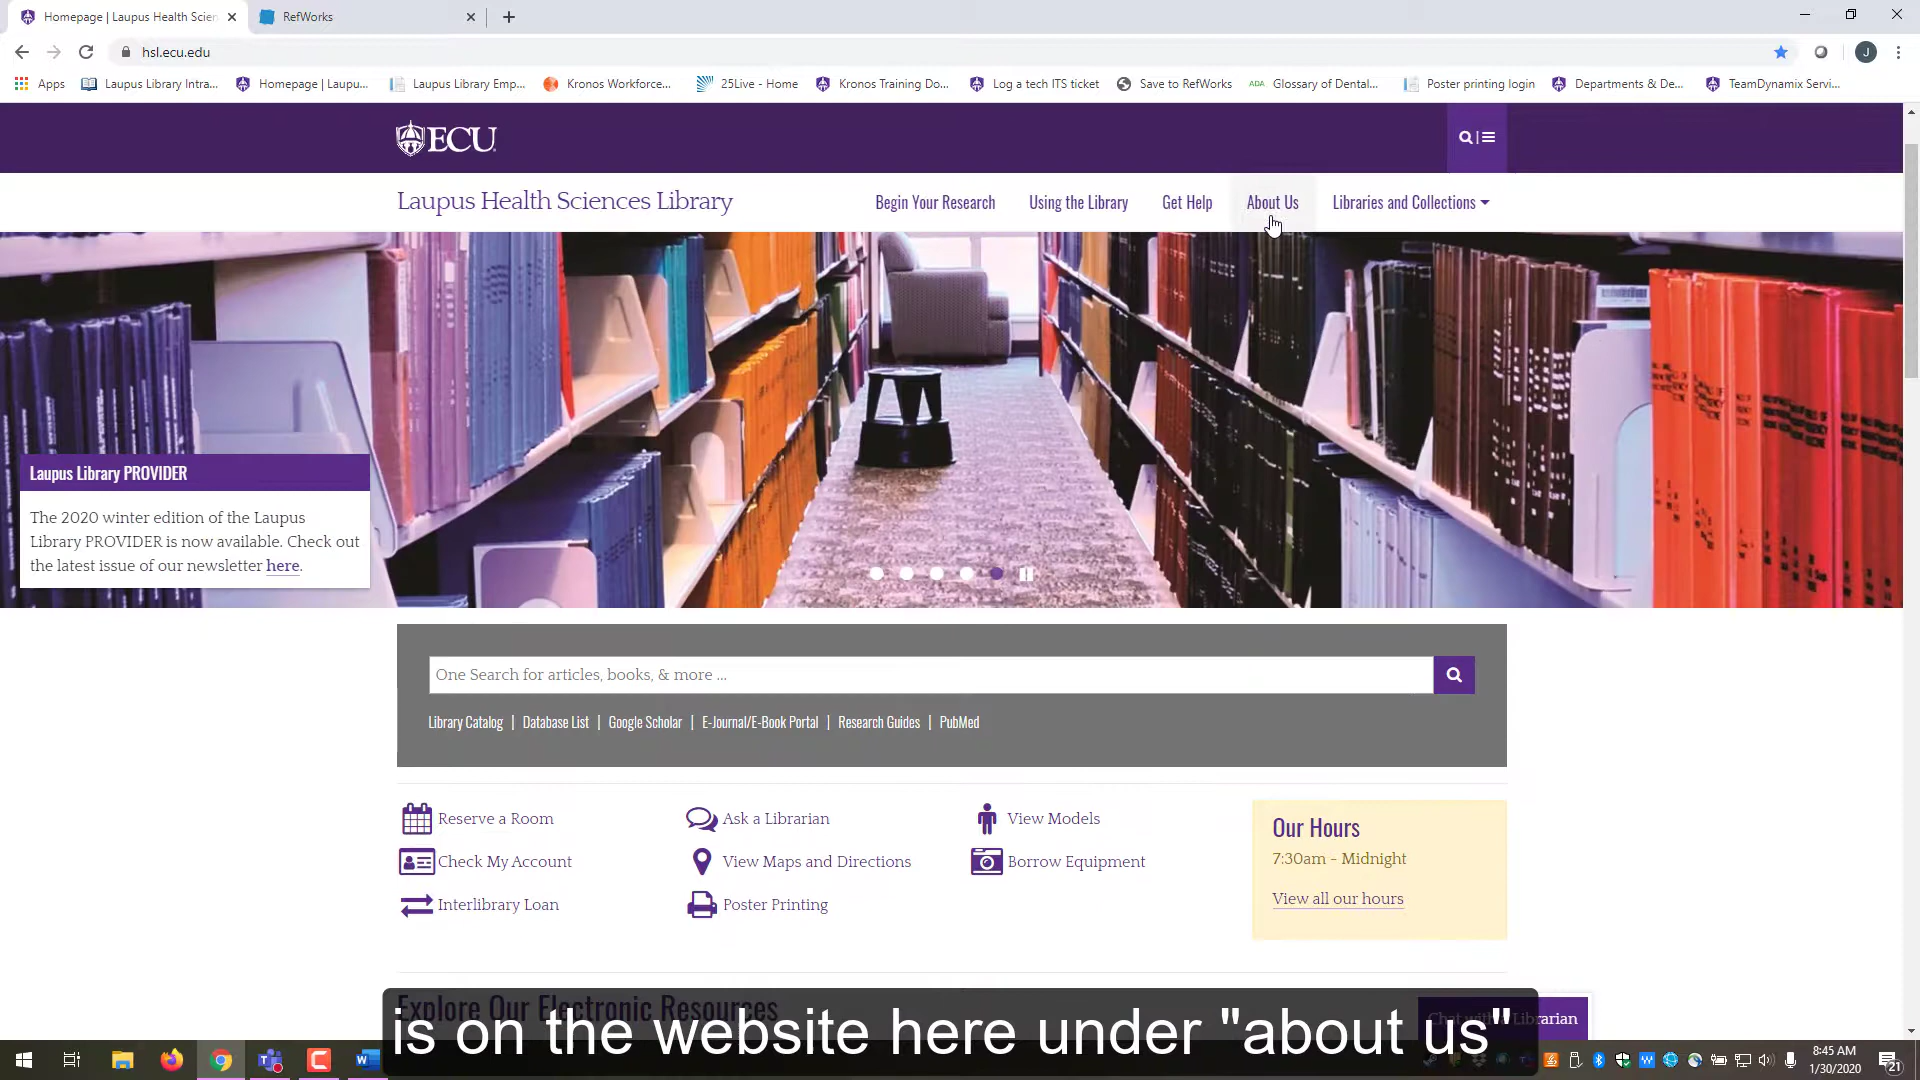 Homepage | Laupus Health Scien
RefWorks
hsl.ecu.edu
J
Apps
Laupus Library Intra...
Homepage | Laupu...
Laupus Library Emp...
Kronos Workforce...
25Live - Home
Kronos Training Do...
Log a tech ITS ticket
Save to RefWorks
ADA
Glossary of Dental...
Poster printing login
Departments & De...
TeamDynamix Servi...
ECU
Laupus Health Sciences Library
Begin Your Research
Using the Library
Get Help
About Us
Libraries and Collections
Laupus Library PROVIDER
The 2020 winter edition of the Laupus
Library PROVIDER is now available. Check out
the latest issue of our newsletter here.
One Search for articles, books, & more ...
Library Catalog | Database List | Google Scholar | E-Journal/E-Book Portal | Research Guides | PubMed
Reserve a Room
Ask a Librarian
View Models
Check My Account
View Maps and Directions
Borrow Equipment
Interlibrary Loan
Poster Printing
Our Hours
7:30am - Midnight
View all our hours
Explore Our Electronic Resources
Chat with a Librarian
is on the website here under "about us"
8:45 AM
1/30/2020
21